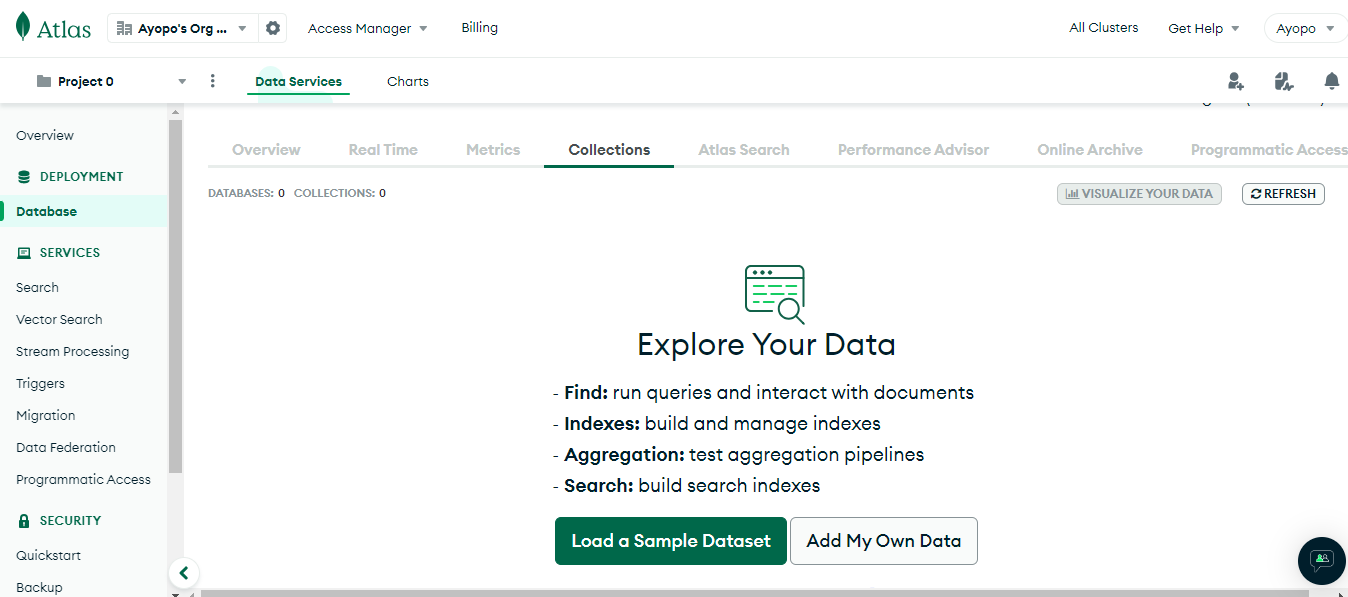 Atlas
Ayopo's Org ...
Access Manager
Billing
All Clusters
Get Help
Ayopo
Project 0
Data Services
Charts
Overview
DEPLOYMENT
Database
SERVICES
Search
Vector Search
Stream Processing
Triggers
Migration
Data Federation
Programmatic Access
SECURITY
Quickstart
Backup
Overview
Real Time
Metrics
Collections
Atlas Search
Performance Advisor
Online Archive
Programmatic Access
DATABASES: 0 COLLECTIONS: 0
VISUALIZE YOUR DATA
REFRESH
Explore Your Data
- Find: run queries and interact with documents
- Indexes: build and manage indexes
- Aggregation: test aggregation pipelines
- Search: build search indexes
Load a Sample Dataset
Add My Own Data